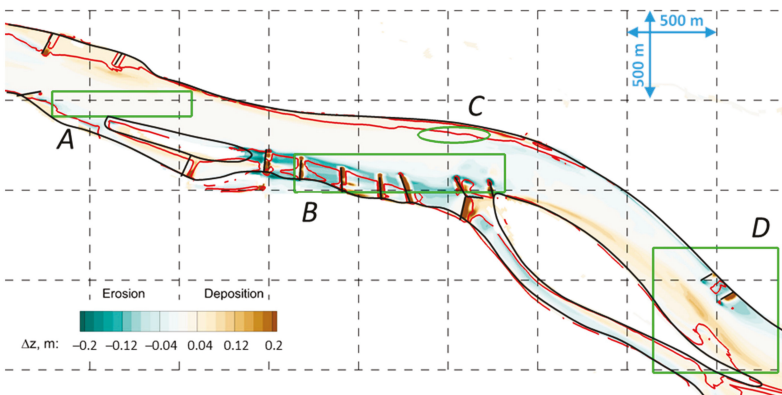 500 m
500 m
C
A
B
D
Erosion Deposition
Δz, m: −0.2 −0.12 −0.04 0.04 0.12 0.2